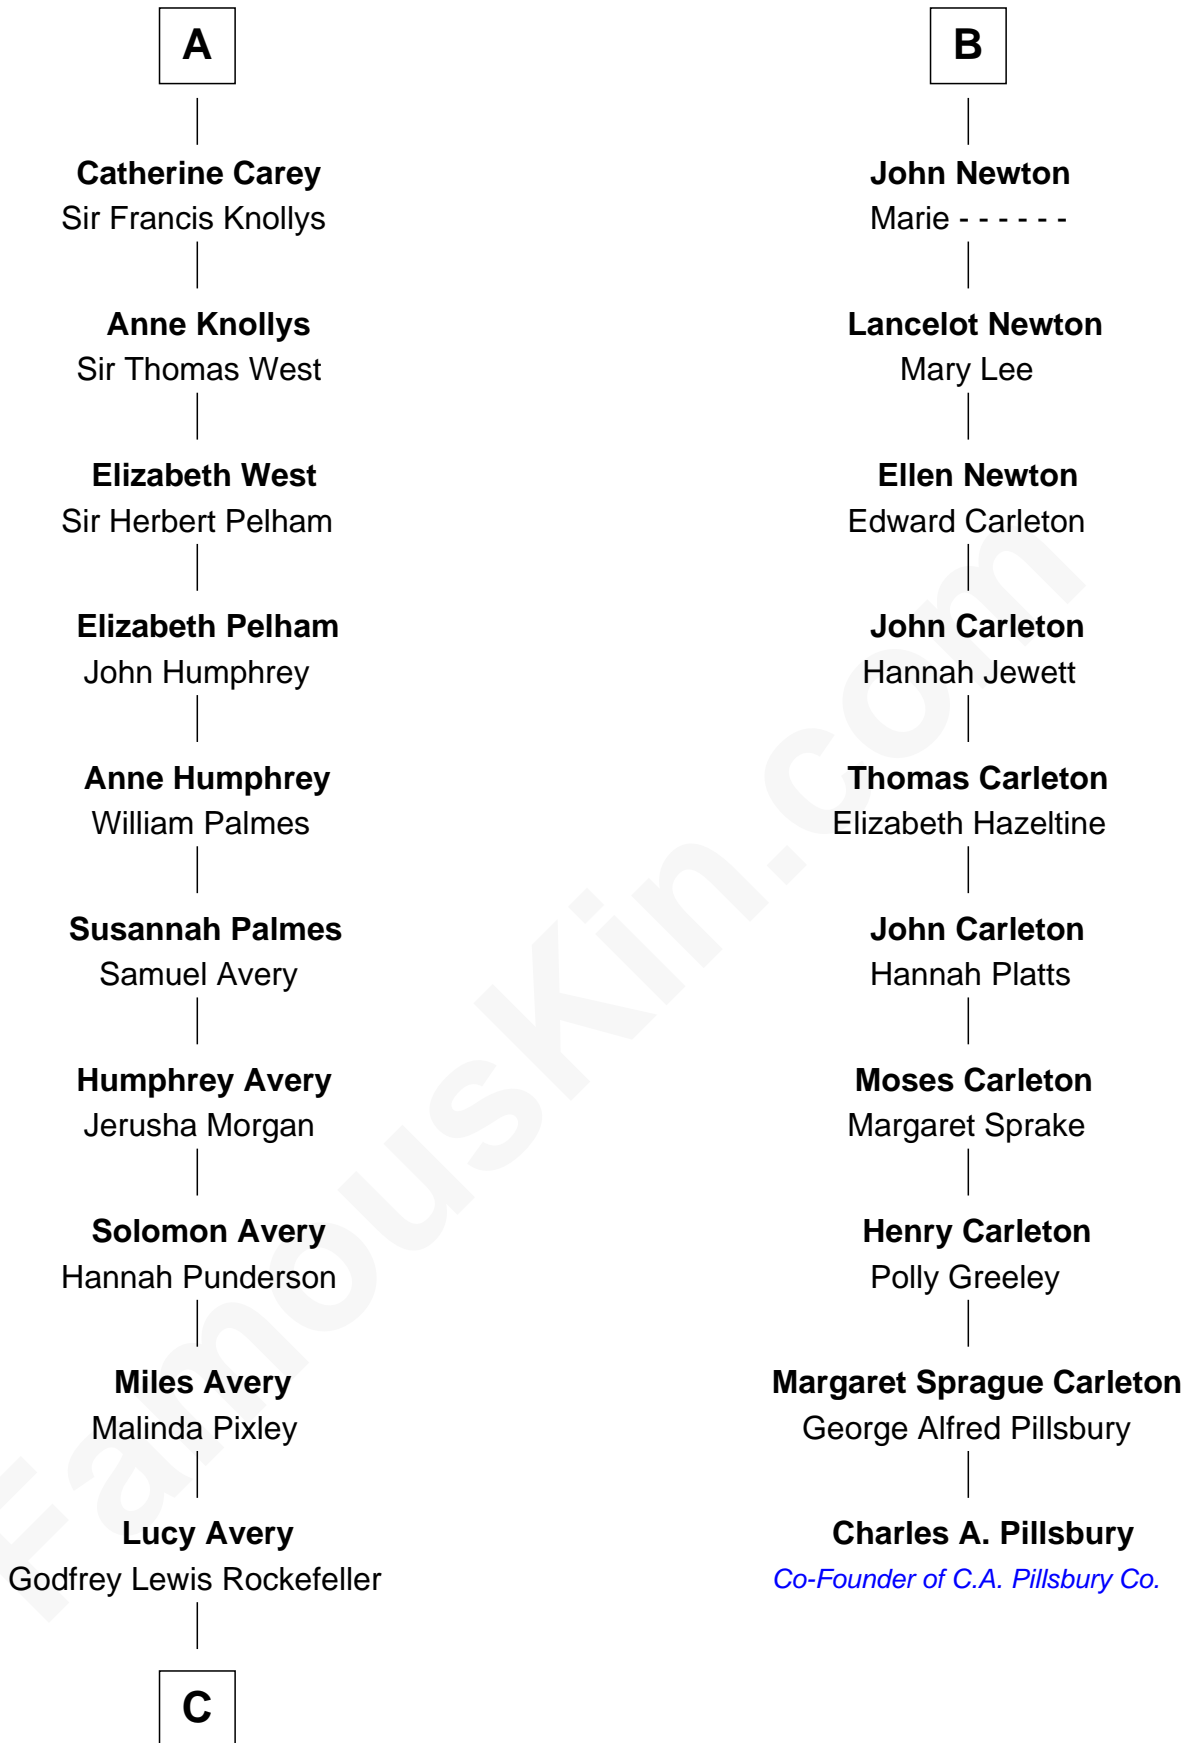 A
Catherine Carey
Sir Francis Knollys
Anne Knollys
Sir Thomas West
Elizabeth West
Sir Herbert Pelham
Elizabeth Pelham
John Humphrey
Anne Humphrey
William Palmes
Susannah Palmes
Samuel Avery
Humphrey Avery
Jerusha Morgan
Solomon Avery
Hannah Punderson
Miles Avery
Malinda Pixley
Lucy Avery
Godfrey Lewis Rockefeller
C
B
John Newton
Marie - - - - - -
Lancelot Newton
Mary Lee
Ellen Newton
Edward Carleton
John Carleton
Hannah Jewett
Thomas Carleton
Elizabeth Hazeltine
John Carleton
Hannah Platts
Moses Carleton
Margaret Sprake
Henry Carleton
Polly Greeley
Margaret Sprague Carleton
George Alfred Pillsbury
Charles A. Pillsbury
Co-Founder of C.A. Pillsbury Co.
FamousKin.com